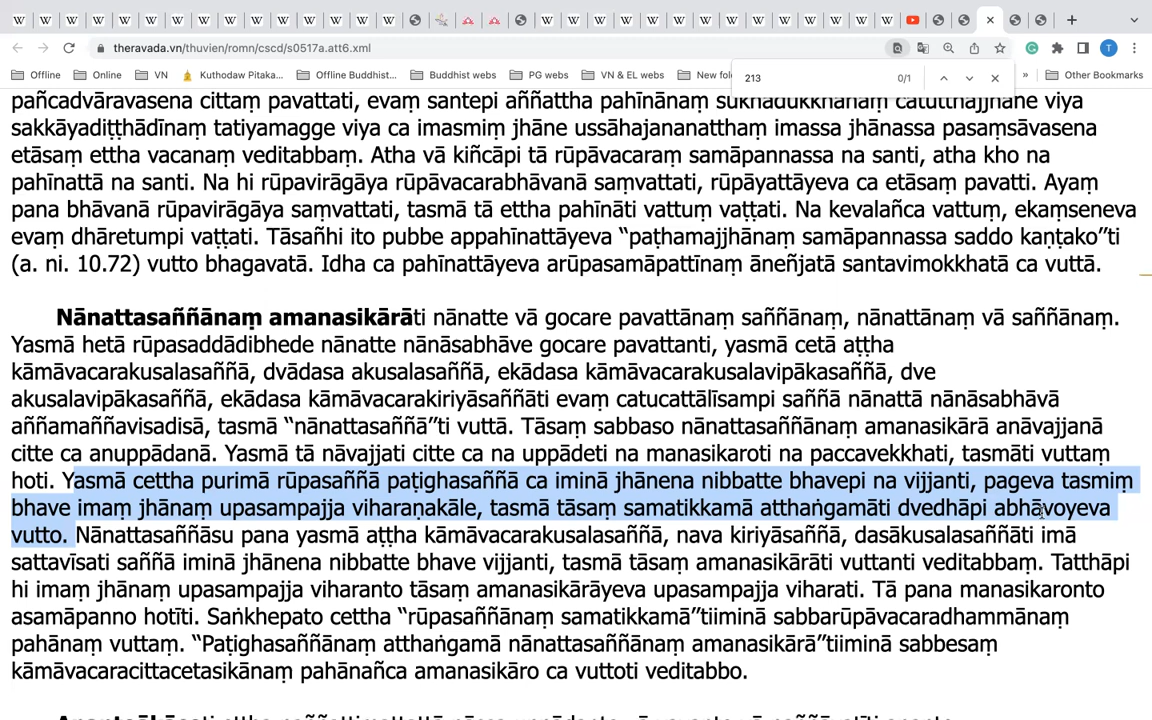 theravada.vn/thuvien/romn/cscd/s0517a.att6.xml
213
0/1
Offline
Online
VN
Kuthodaw Pitaka...
Offline Buddhist...
Buddhist webs
PG webs
VN & EL webs
New fol
»
Other Bookmarks
pañcadvāravasena cittaṃ pavattati, evaṃ santepi aññattha pahīnānaṃ sukhadukkhānaṃ catutthajjhāne viya
sakkāyadiṭṭhādīnaṃ tatiyamagge viya ca imasmiṃ jhāne ussāhajananatthaṃ imassa jhānassa pasaṃsāvasena
etāsaṃ ettha vacanaṃ veditabbaṃ. Atha vā kiñcāpi tā rūpāvacaraṃ samāpannassa na santi, atha kho na
pahīnattā na santi. Na hi rūpavirāgāya rūpāvacarabhāvanā saṃvattati, rūpāyattāyeva ca etāsaṃ pavatti. Ayaṃ
pana bhāvanā rūpavirāgāya saṃvattati, tasmā tā ettha pahīnāti vattuṃ vaṭṭati. Na kevalañca vattuṃ, ekaṃseneva
evaṃ dhāretumpi vaṭṭati. Tāsañhi ito pubbe appahīnattāyeva “paṭhamajjhānaṃ samāpannassa saddo kaṇṭako”ti
(a. ni. 10.72) vutto bhagavatā. Idha ca pahīnattāyeva arūpasamāpattīnaṃ āneñjatā santavimokkhatā ca vuttā.
Nānattasaññānaṃ amanasikārāti nānatte vā gocare pavattānaṃ saññānaṃ, nānattānaṃ vā saññānaṃ.
Yasmā hetā rūpasaddādibhede nānatte nānāsabhāve gocare pavattanti, yasmā cetā aṭṭha
kāmāvacarakusalasaññā, dvādasa akusalasaññā, ekādasa kāmāvacarakusalavipākasaññā, dve
akusalavipākasaññā, ekādasa kāmāvacarakiriyāsaññāti evaṃ catucattālīsampi saññā nānattā nānāsabhāvā
aññamaññavisadisā, tasmā “nānattasaññā”ti vuttā. Tāsaṃ sabbaso nānattasaññānaṃ amanasikārā anāvajjanā
citte ca anuppādanā. Yasmā tā nāvajjati citte ca na uppādeti na manasikaroti na paccavekkhati, tasmāti vuttaṃ
hoti. Yasmā cettha purimā rūpasaññā paṭighasaññā ca iminā jhānena nibbatte bhavepi na vijjanti, pageva tasmiṃ
bhave imaṃ jhānaṃ upasampajja viharaṇakāle, tasmā tāsaṃ samatikkamā atthaṅgamāti dvedhāpi abhāvoyeva
vutto. Nānattasaññāsu pana yasmā aṭṭha kāmāvacarakusalasaññā, nava kiriyāsaññā, dasākusalasaññāti imā
sattavisati saññā iminā jhānena nibbatte bhave vijjanti, tasmā tāsaṃ amanasikārāti vuttanti veditabbaṃ. Tatthāpi
hi imaṃ jhānaṃ upasampajja viharanto tāsaṃ amanasikārāyeva upasampajja viharati. Tā pana manasikaronto
asamāpanno hotīti. Saṅkhepato cettha “rūpasaññānaṃ samatikkamā”tiiminā sabbarūpāvacaradhammānaṃ
pahānaṃ vuttaṃ. “Paṭighasaññānaṃ atthaṅgamā nānattasaññānaṃ amanasikārā”tiiminā sabbesaṃ
kāmāvacaracittacetasikānaṃ pahānañca amanasikāro ca vuttoti veditabbo.